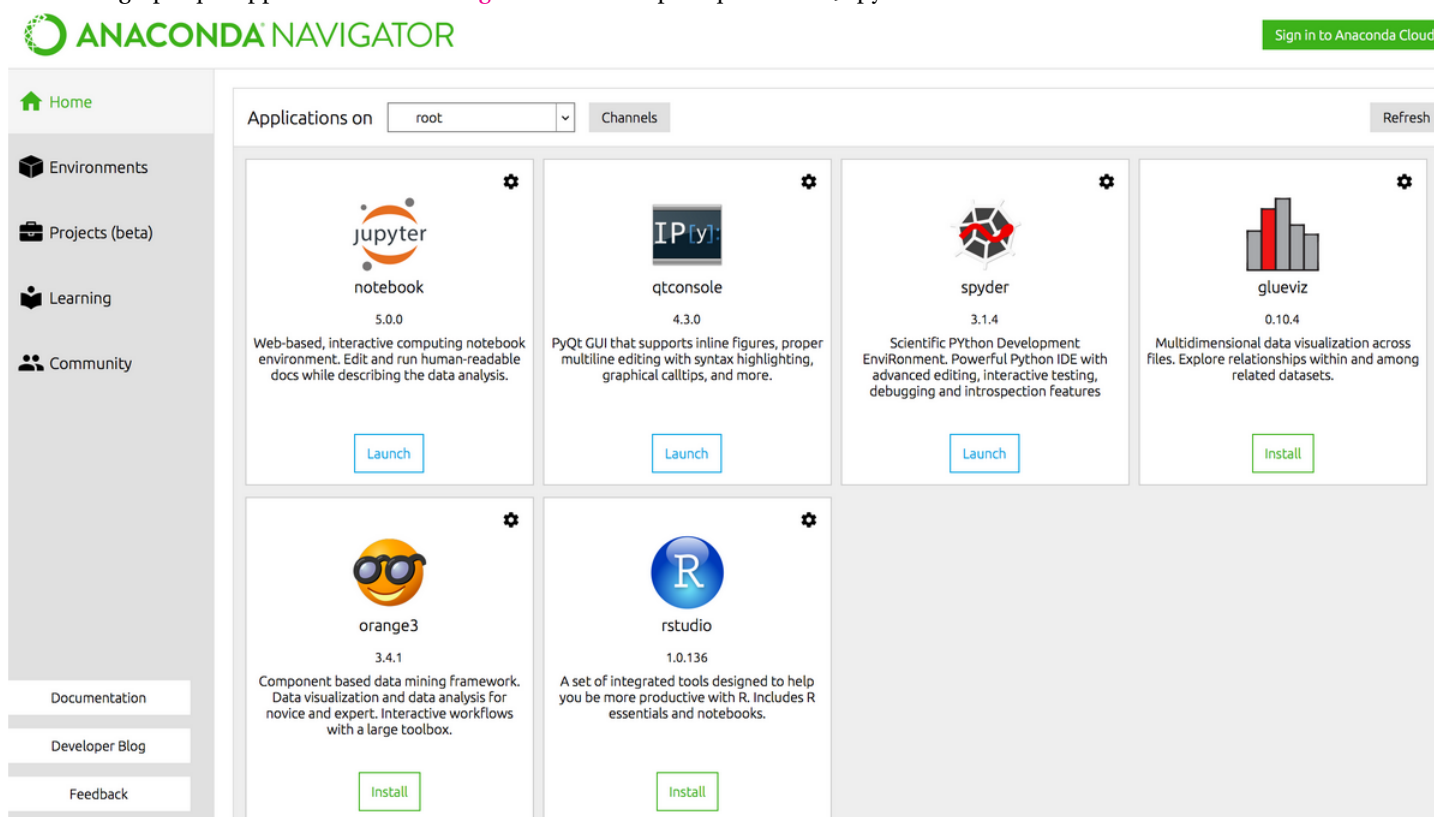 ANACONDA NAVIGATOR
Sign in to Anaconda Cloud
Home
Environments
Projects (beta)
Learning
Community
Documentation
Developer Blog
Feedback
Applications on
root
Channels
Refresh
jupyter
notebook
5.0.0
Web-based, interactive computing notebook
environment. Edit and run human-readable
docs while describing the data analysis.
Launch
IP[y]:
qtconsole
4.3.0
PyQt GUI that supports inline figures, proper
multiline editing with syntax highlighting,
graphical calltips, and more.
Launch
spyder
3.1.4
Scientific PYthon Development
EnviRonment. Powerful Python IDE with
advanced editing, interactive testing,
debugging and introspection features
Launch
glueviz
0.10.4
Multidimensional data visualization across
files. Explore relationships within and among
related datasets.
Install
orange3
3.4.1
Component based data mining framework.
Data visualization and data analysis for
novice and expert. Interactive workflows
with a large toolbox.
Install
R
rstudio
1.0.136
A set of integrated tools designed to help
you be more productive with R. Includes R
essentials and notebooks.
Install